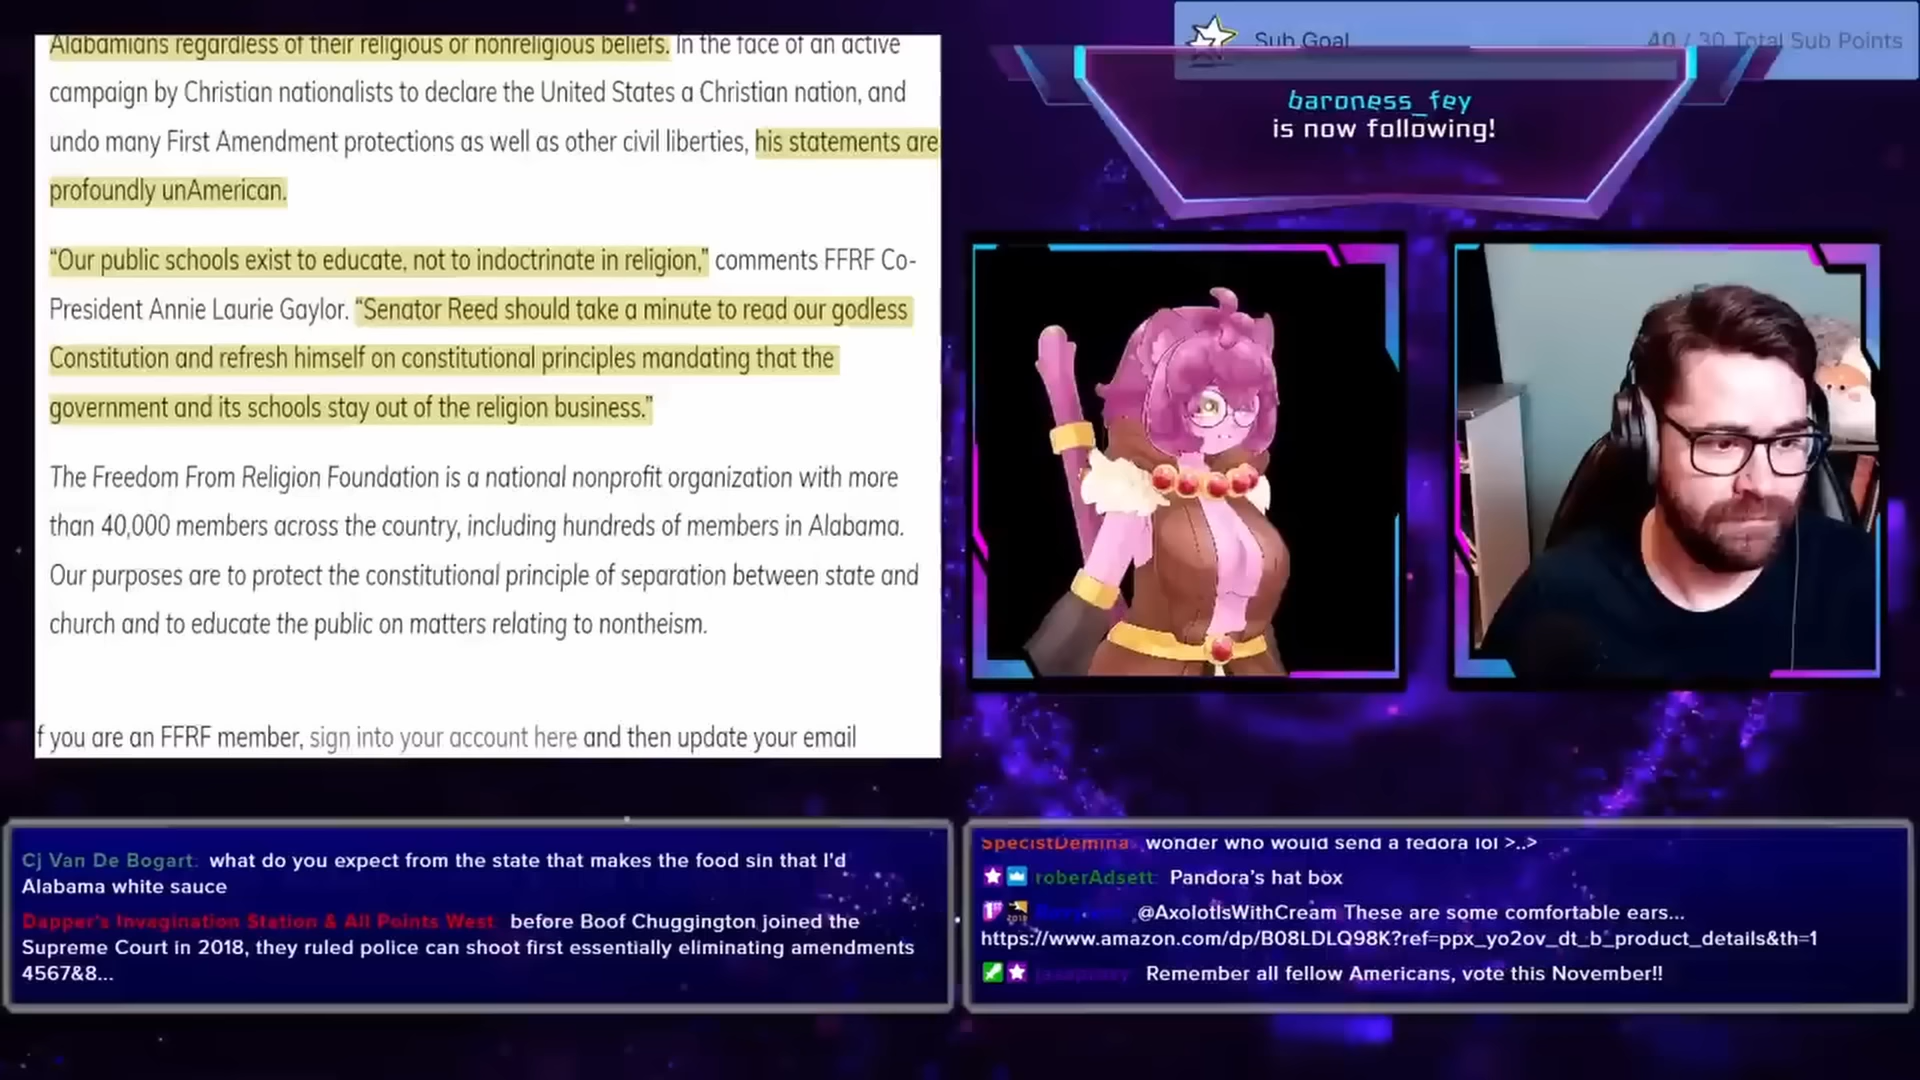 Alabamians regardless of their religious or nonreligious beliefs. In the face of an active
campaign by Christian nationalists to declare the United States a Christian nation, and
undo many First Amendment protections as well as other civil liberties, his statements are
profoundly unAmerican.
“Our public schools exist to educate, not to indoctrinate in religion,” comments FFRF Co-
President Annie Laurie Gaylor. “Senator Reed should take a minute to read our godless
Constitution and refresh himself on constitutional principles mandating that the
government and its schools stay out of the religion business.”
The Freedom From Religion Foundation is a national nonprofit organization with more
than 40,000 members across the country, including hundreds of members in Alabama.
Our purposes are to protect the constitutional principle of separation between state and
church and to educate the public on matters relating to nontheism.
f you are an FFRF member, sign into your account here and then update your email
Sub Goal
40 / 30 Total Sub Points
baroness_fey
is now following!
Cj Van De Bogart: what do you expect from the state that makes the food sin that I'd
Alabama white sauce
Dapper's Invagination Station & All Points West: before Boof Chuggington joined the
Supreme Court in 2018, they ruled police can shoot first essentially eliminating amendments
4567&8...
SpecistDemina: wonder who would send a fedora lol >..>
roberAdsett: Pandora's hat box
@AxolotlsWithCream These are some comfortable ears...
https://www.amazon.com/dp/B08LDLQ98K?ref=ppx_yo2ov_dt_b_product_details&th=1
Remember all fellow Americans, vote this November!!